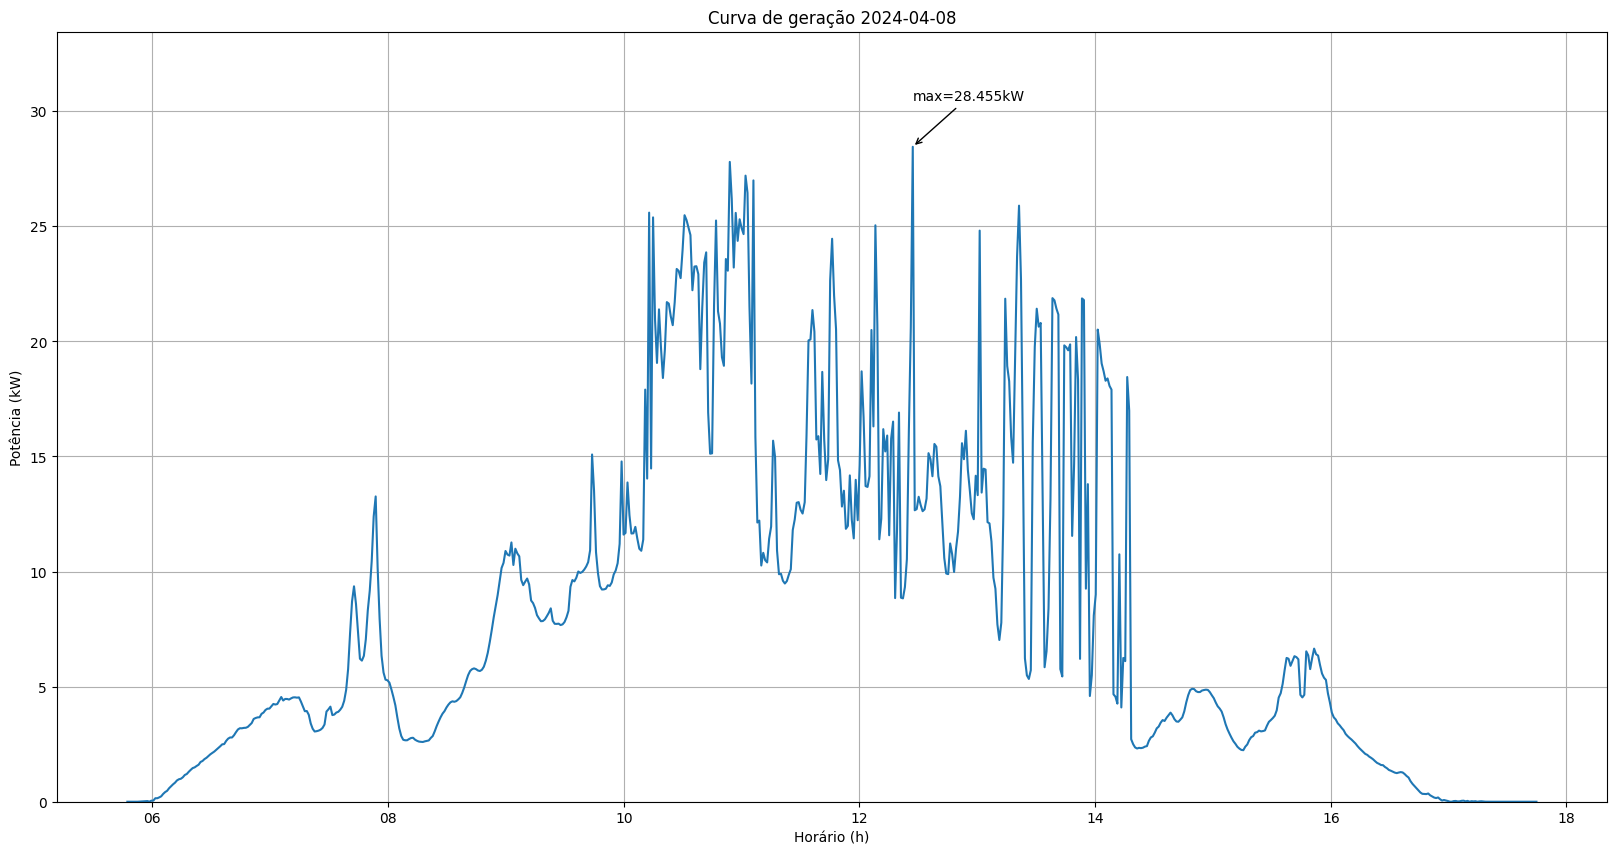 Curva de geração 2024-04-08
max=28.455kW
30
25
20
15
10
5
0
Potência (kW)
06 08 10 12 14 16 18
Horário (h)